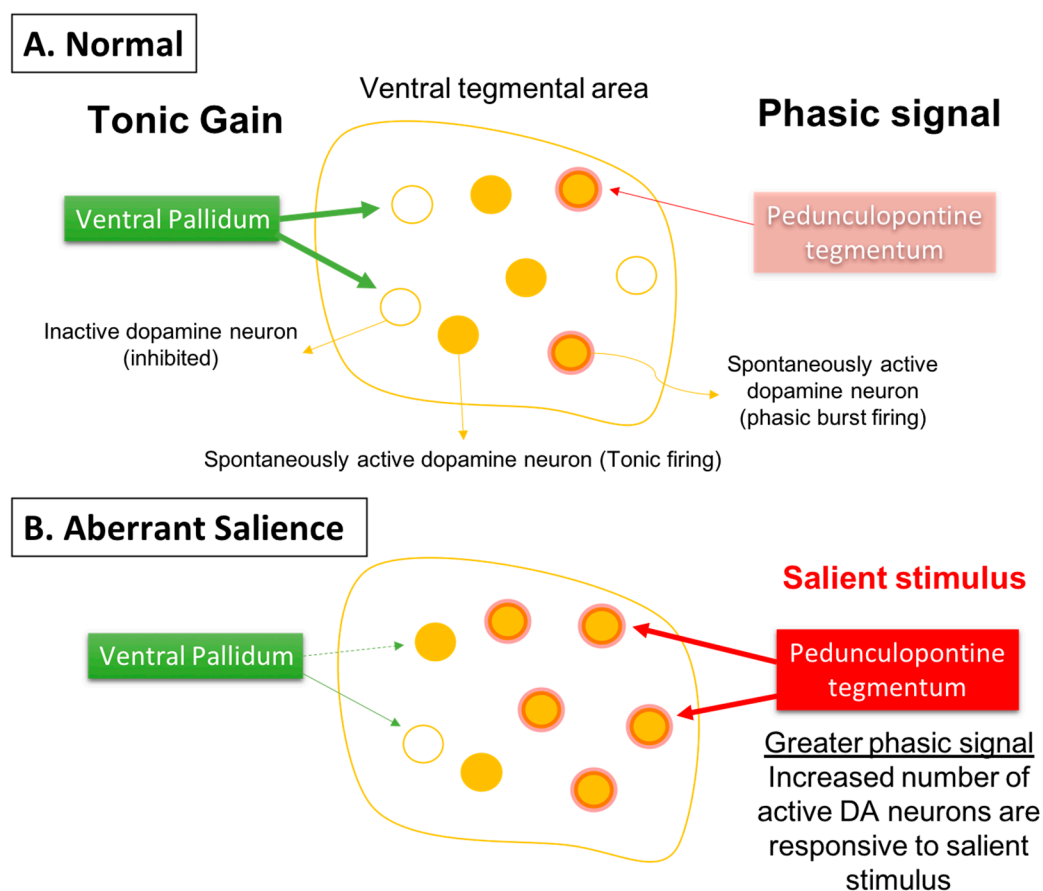 A. Normal
Ventral tegmental area
Tonic Gain
Phasic signal
Ventral Pallidum
Pedunculopontine
tegmentum
Inactive dopamine neuron
(inhibited)
Spontaneously active
dopamine neuron
(phasic burst firing)
Spontaneously active dopamine neuron (Tonic firing)
B. Aberrant Salience
Salient stimulus
Ventral Pallidum
Pedunculopontine
tegmentum
Greater phasic signal
Increased number of
active DA neurons are
responsive to salient
stimulus